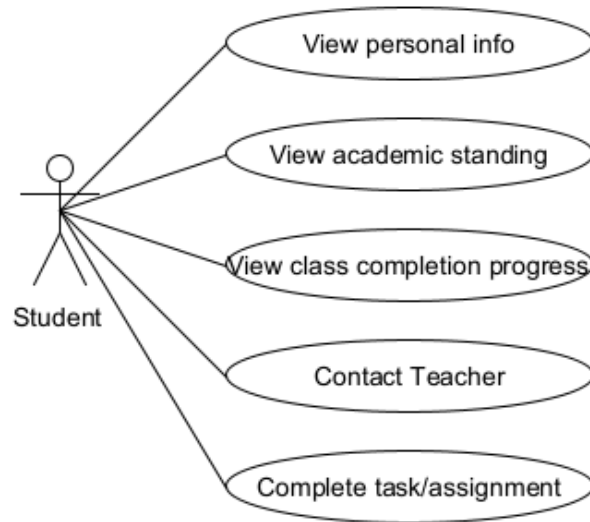 View personal info
View academic standing
View class completion progress
Student
Contact Teacher
Complete task/assignment